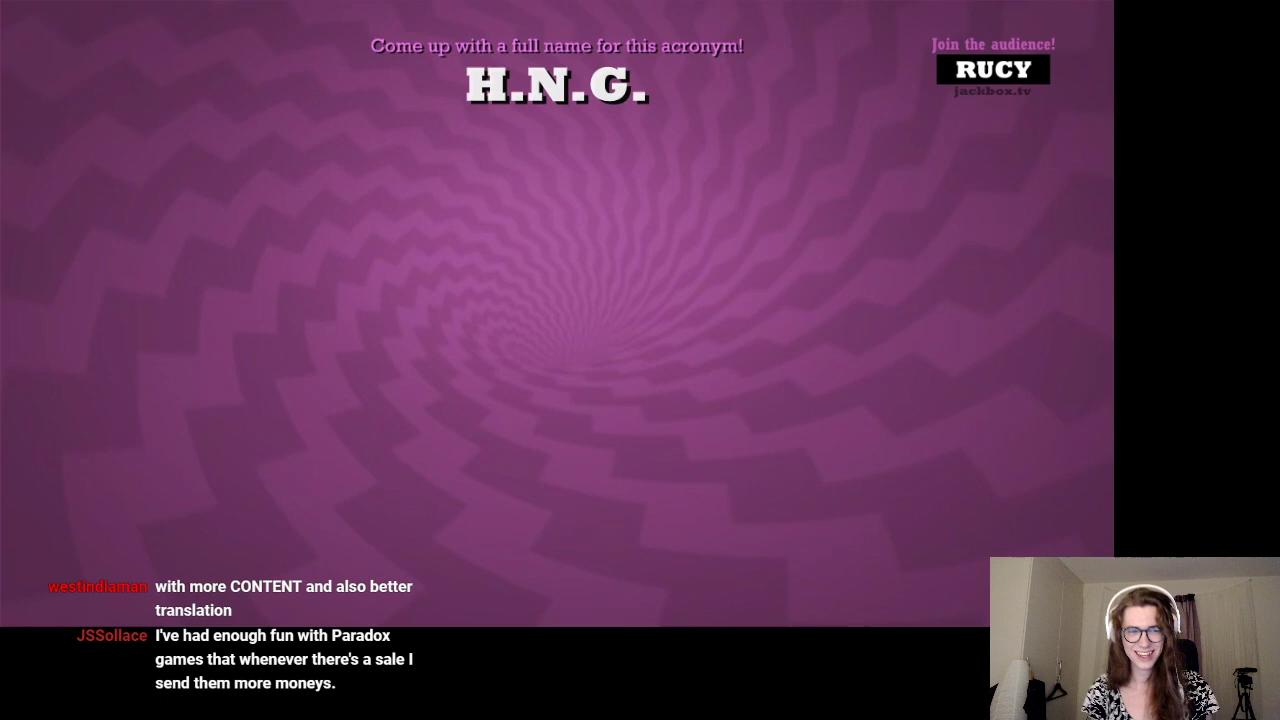 Come up with a full name for this acronym!
H.N.G.
Join the audience!
RUCY
jackbox.tv
westindiaman with more CONTENT and also better
translation
JSSollace I've had enough fun with Paradox
games that whenever there's a sale I
send them more moneys.